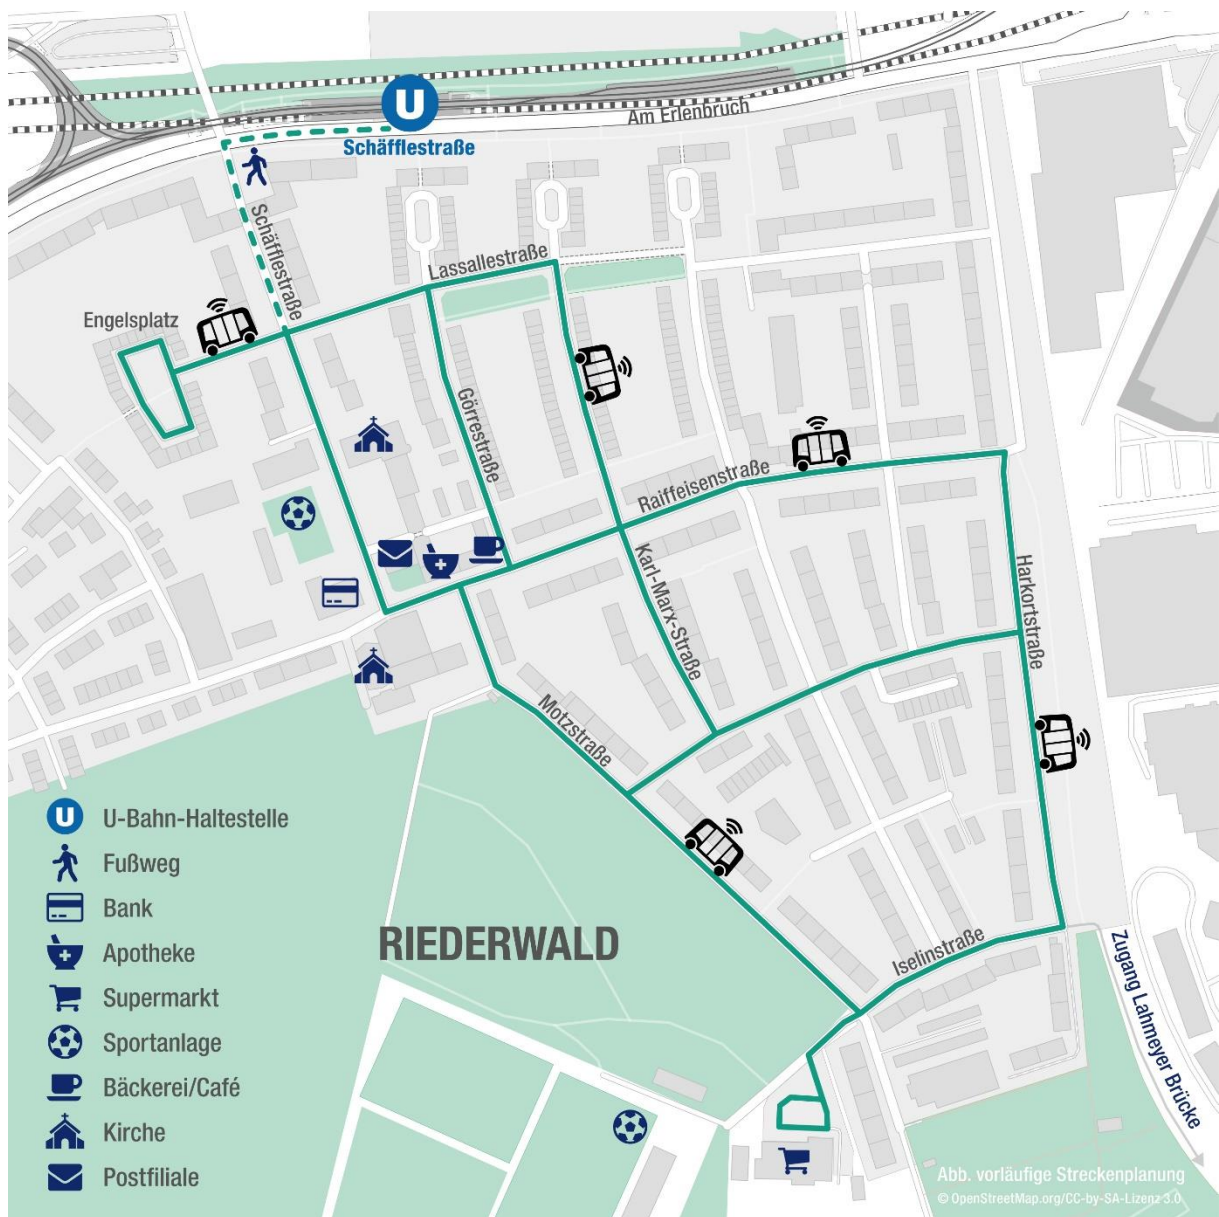 U
Schäfflestraße
Am Erlenbruch
Schäfflestraße
Lassallestraße
Engelsplatz
Görrestraße
Raiffeisenstraße
Karl-Marx-Straße
Harkortstraße
Motzstraße
Iselinstraße
RIEDERWALD
Zugang Lahmeyer Brücke
U U-Bahn-Haltestelle
Fußweg
Bank
Apotheke
Supermarkt
Sportanlage
Bäckerei/Café
Kirche
Postfiliale
Abb. vorläufige Streckenplanung
© OpenStreetMap.org/CC-by-SA-Lizenz 3.0